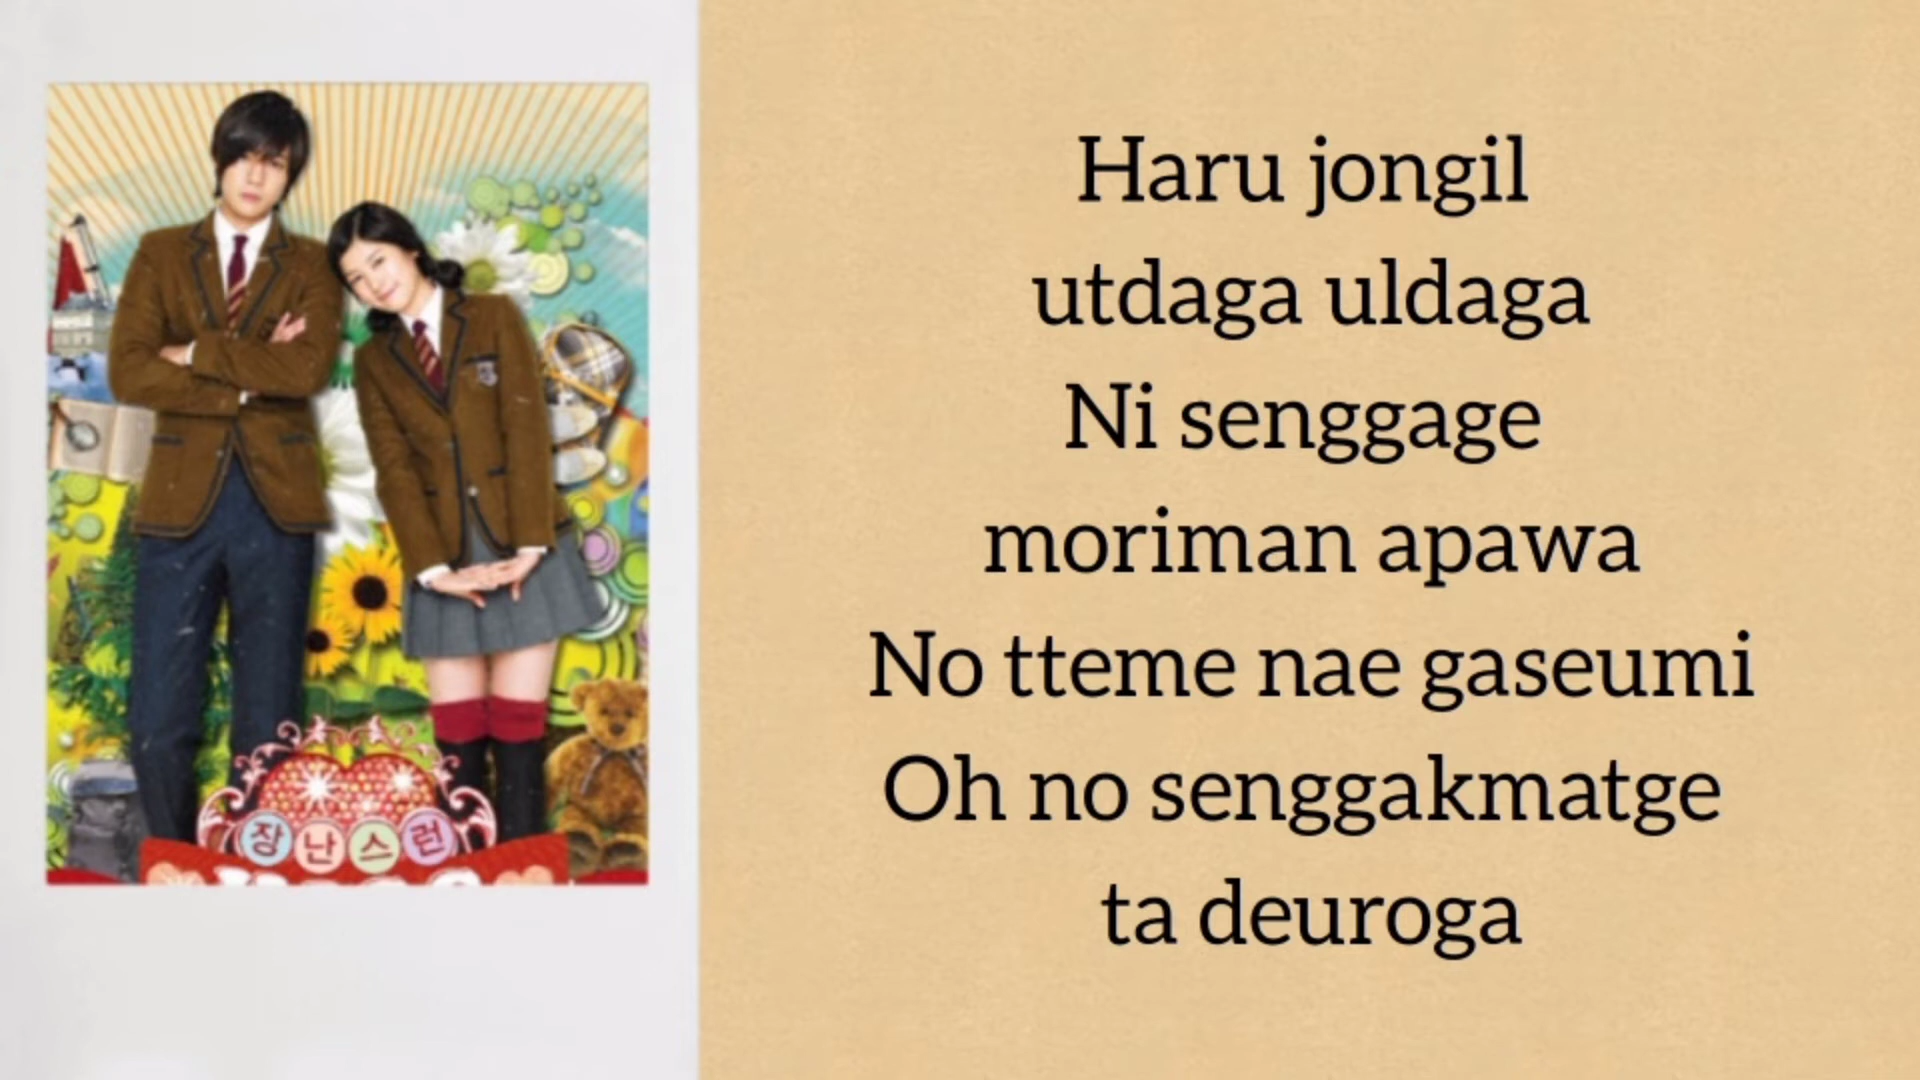 Haru jongil
utdaga uldaga
Ni senggage
moriman apawa
No tteme nae gaseumi
Oh no senggakmatge
ta deuroga
장난스런